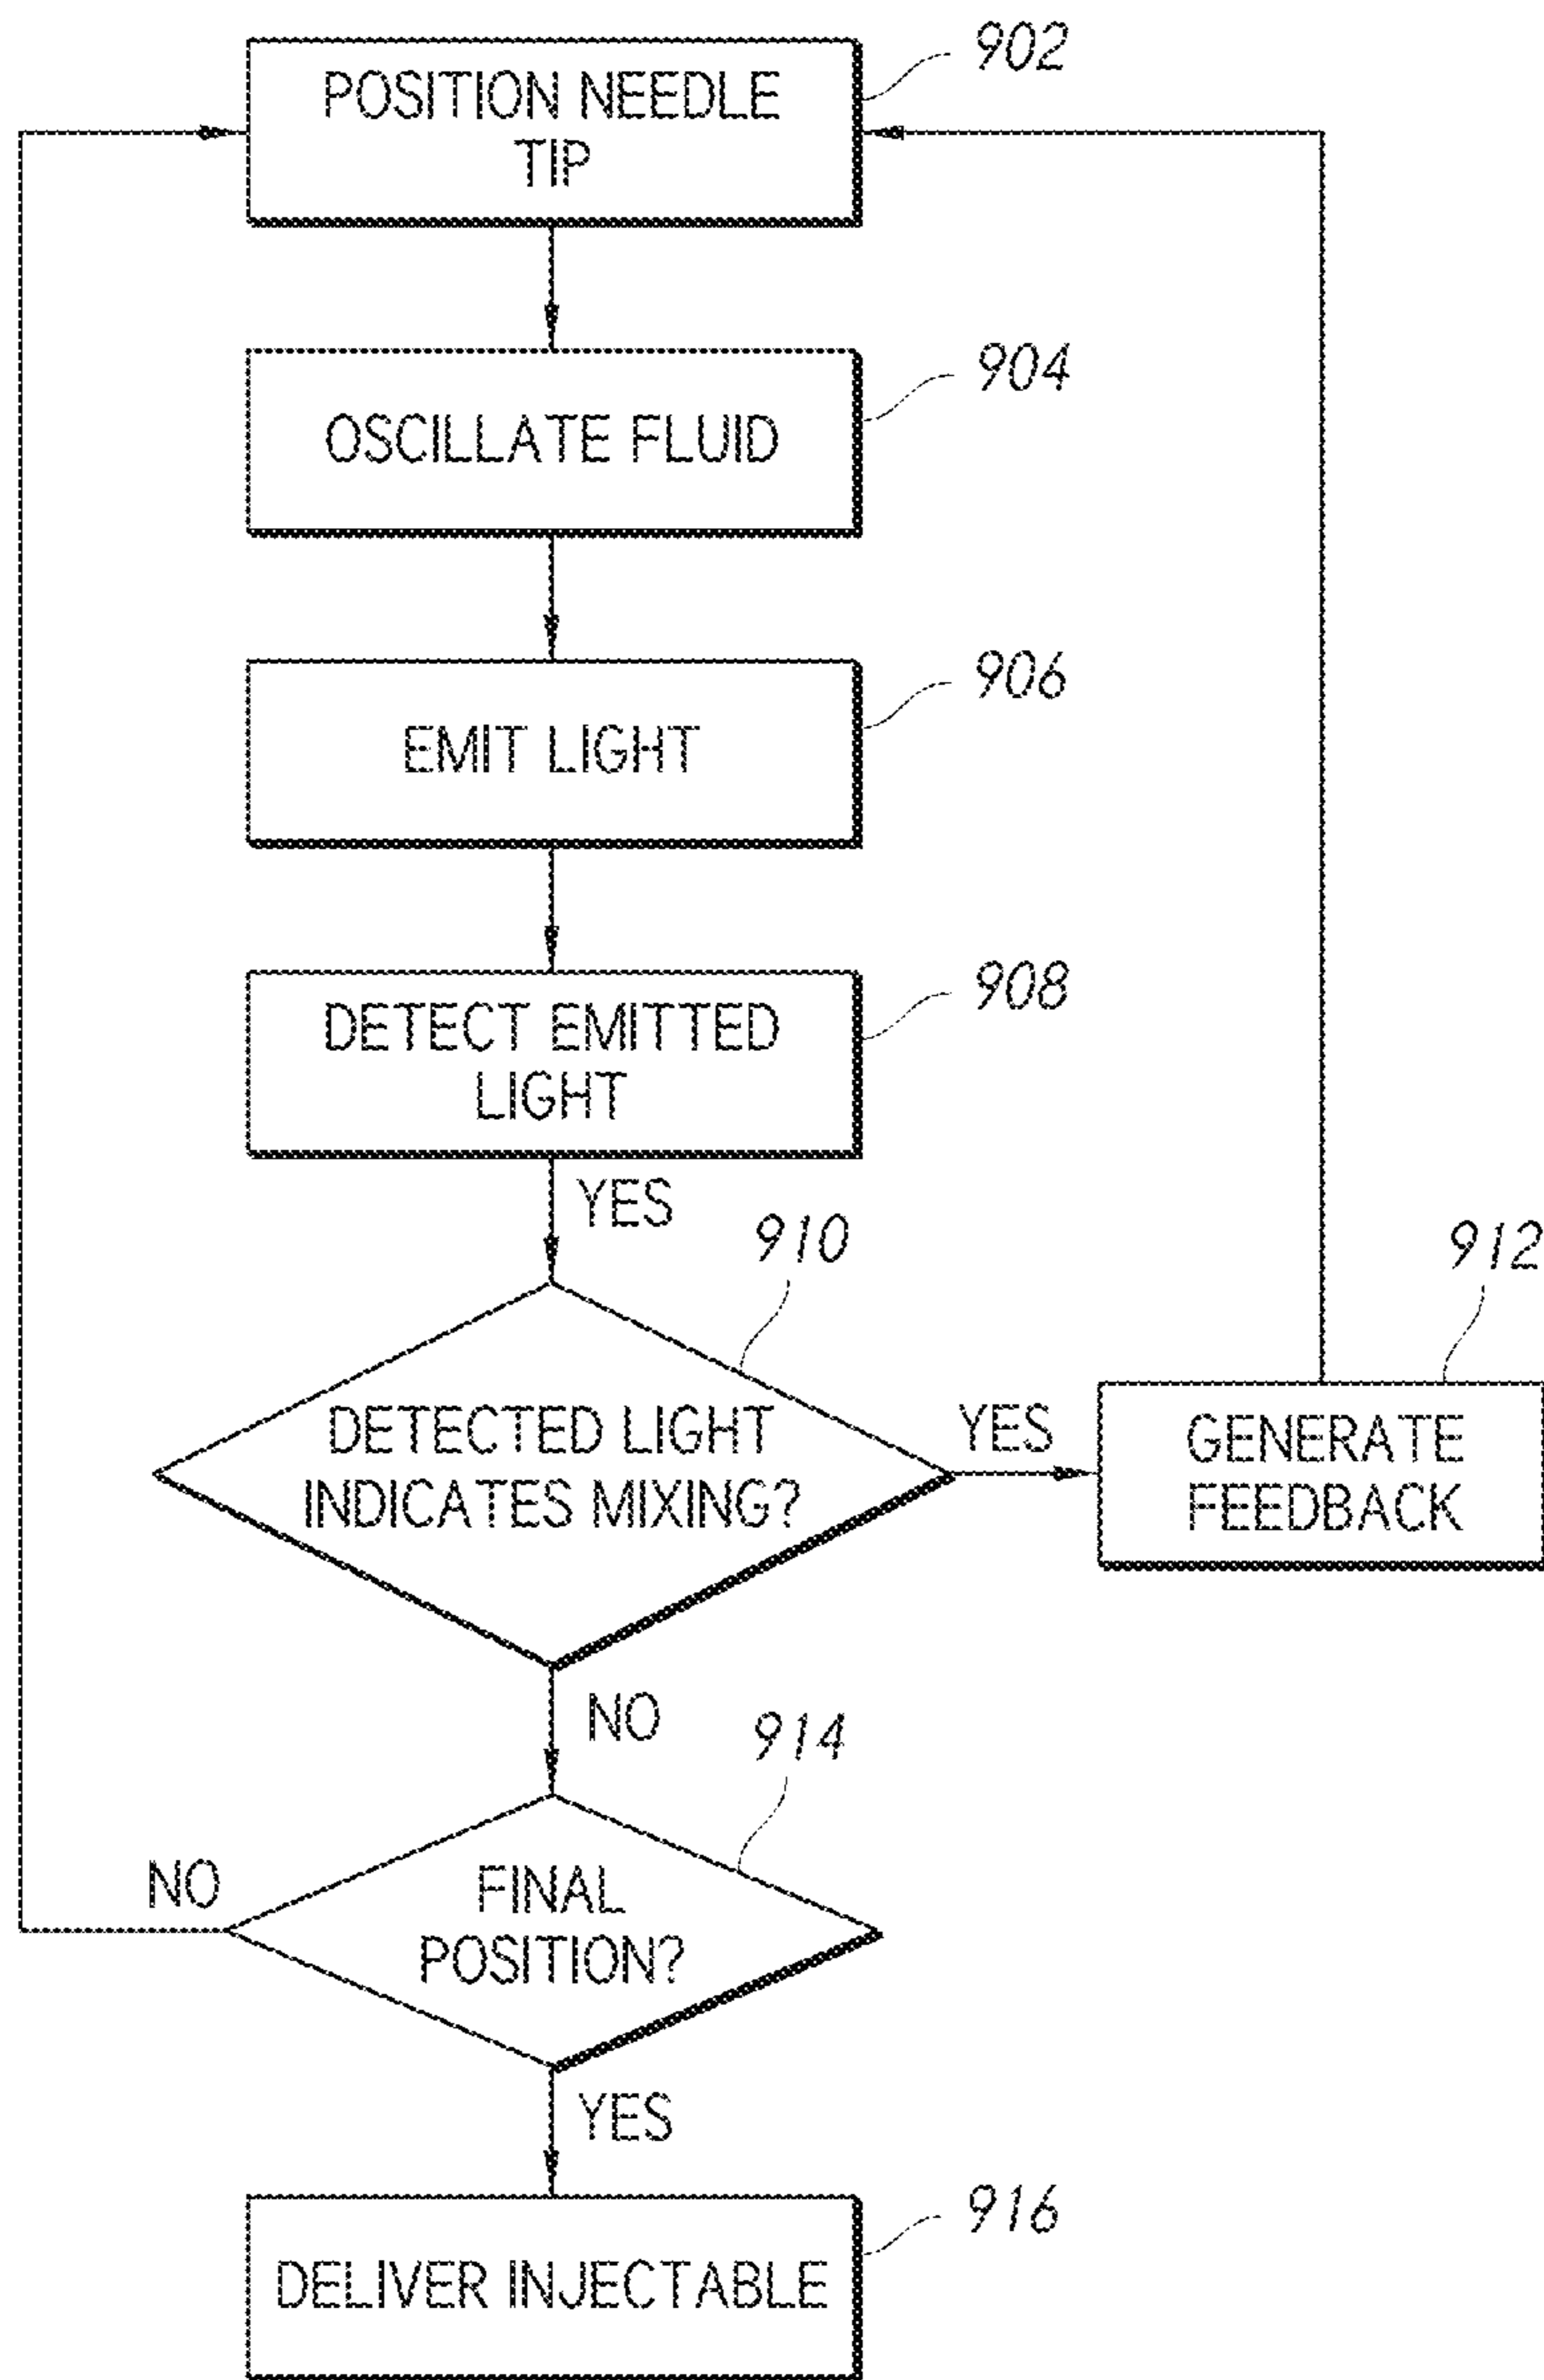 902
POSITION NEEDLE
TIP
904
OSCILLATE FLUID
906
EMIT LIGHT
908
DETECT EMITTED
LIGHT
YES
910
912
DETECTED LIGHT
INDICATES MIXING?
YES
GENERATE
FEEDBACK
NO
914
NO
FINAL
POSITION?
YES
916
DELIVER INJECTABLE